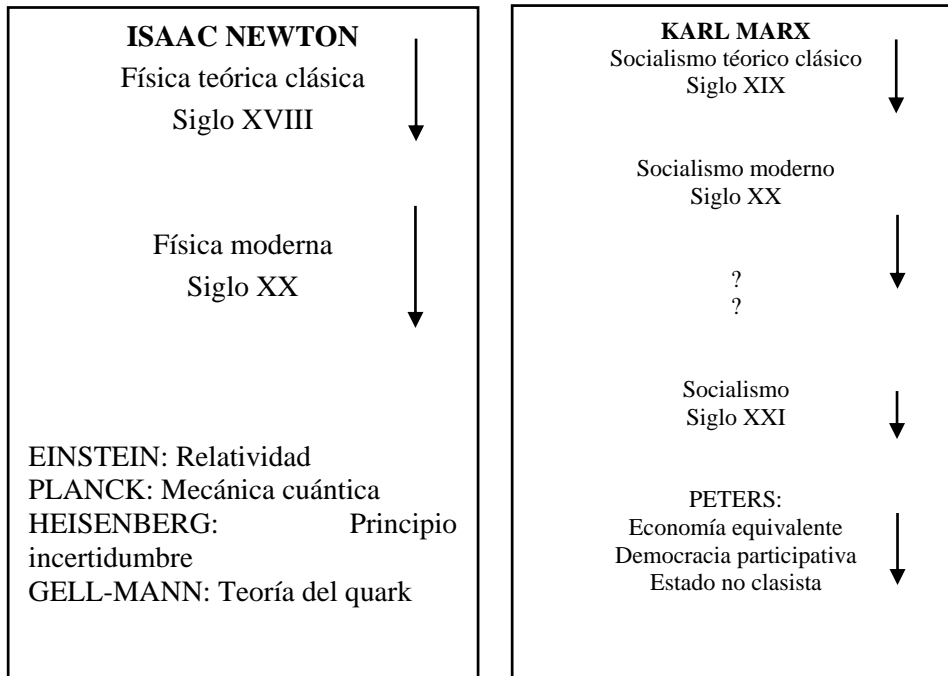 ISAAC NEWTON
Física teórica clásica
Siglo XVIII
Física moderna
Siglo XX
EINSTEIN: Relatividad
PLANCK: Mecánica cuántica
HEISENBERG: Principio
incertidumbre
GELL-MANN: Teoría del quark
KARL MARX
Socialismo téorico clásico
Siglo XIX
Socialismo moderno
Siglo XX
?
?
Socialismo
Siglo XXI
PETERS:
Economía equivalente
Democracia participativa
Estado no clasista